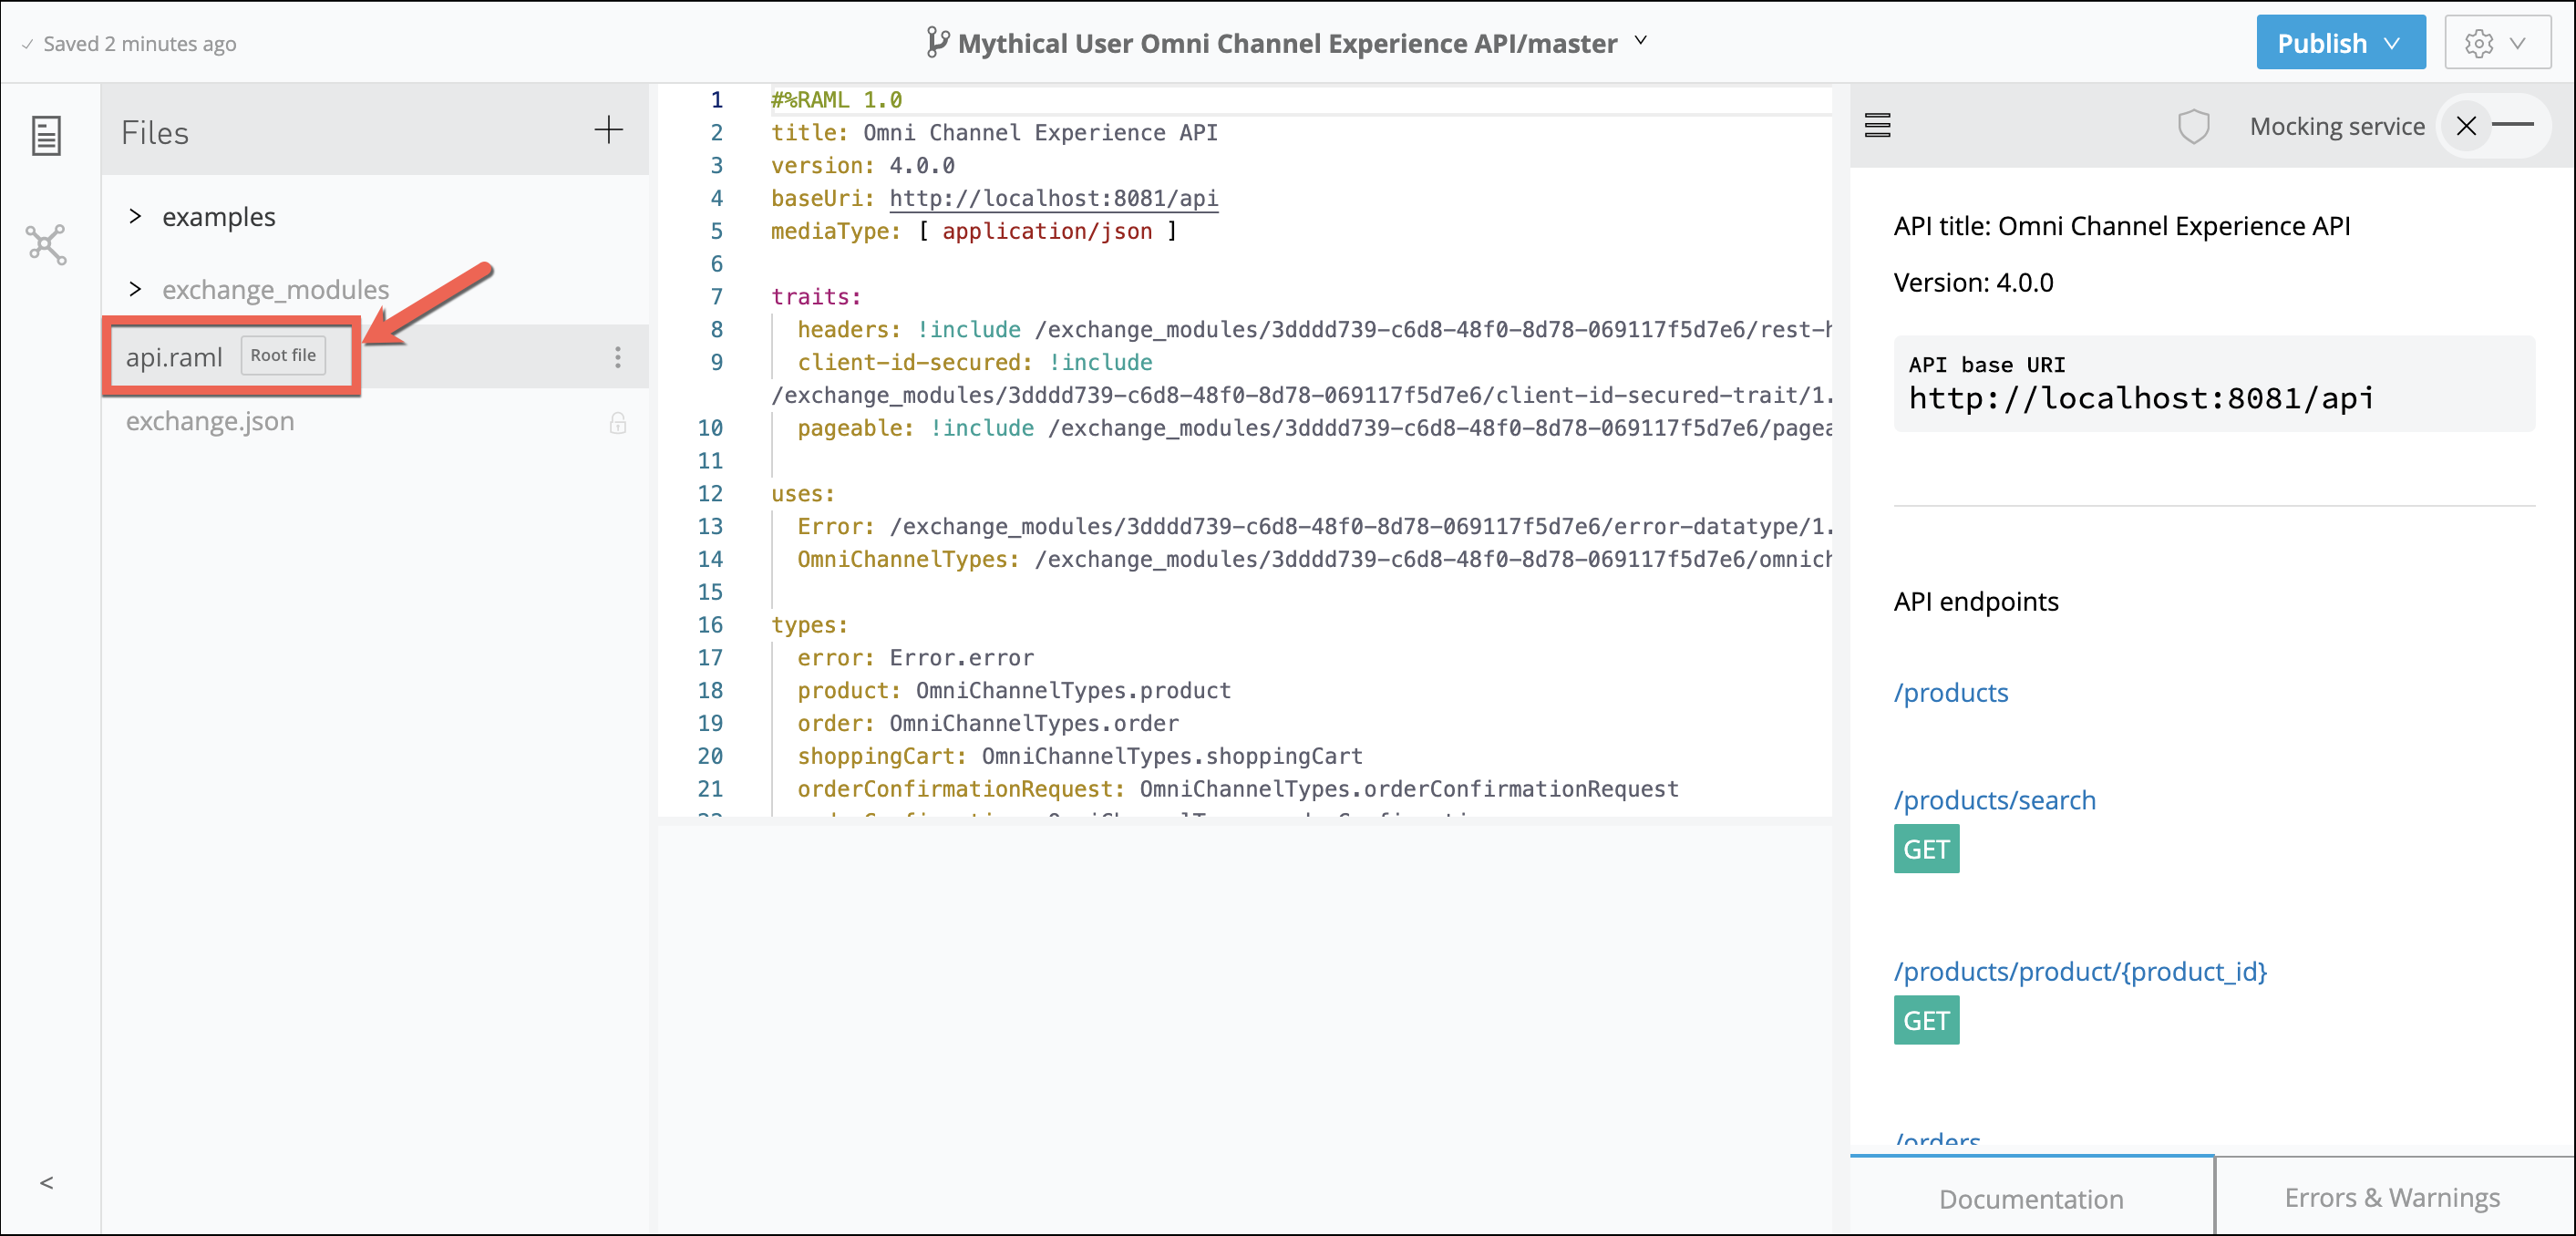 Saved 2 minutes ago
Mythical User Omni Channel Experience API/master
Publish
Files
examples
exchange_modules
api.raml Root file
exchange.json
1 #%RAML 1.0
2 title: Omni Channel Experience API
3 version: 4.0.0
4 baseUri: http://localhost:8081/api
5 mediaType: [ application/json ]
6
7 traits:
8 headers: !include /exchange_modules/3dddd739-c6d8-48f0-8d78-069117f5d7e6/rest-h
9 client-id-secured: !include
/exchange_modules/3dddd739-c6d8-48f0-8d78-069117f5d7e6/client-id-secured-trait/1.
10 pageable: !include /exchange_modules/3dddd739-c6d8-48f0-8d78-069117f5d7e6/pagea
11
12 uses:
13 Error: /exchange_modules/3dddd739-c6d8-48f0-8d78-069117f5d7e6/error-datatype/1.
14 OmniChannelTypes: /exchange_modules/3dddd739-c6d8-48f0-8d78-069117f5d7e6/omnich
15
16 types:
17 error: Error.error
18 product: OmniChannelTypes.product
19 order: OmniChannelTypes.order
20 shoppingCart: OmniChannelTypes.shoppingCart
21 orderConfirmationRequest: OmniChannelTypes.orderConfirmationRequest
Mocking service
API title: Omni Channel Experience API
Version: 4.0.0
API base URI
http://localhost:8081/api
API endpoints
/products
/products/search
GET
/products/product/{product_id}
GET
/orders
Documentation
Errors & Warnings